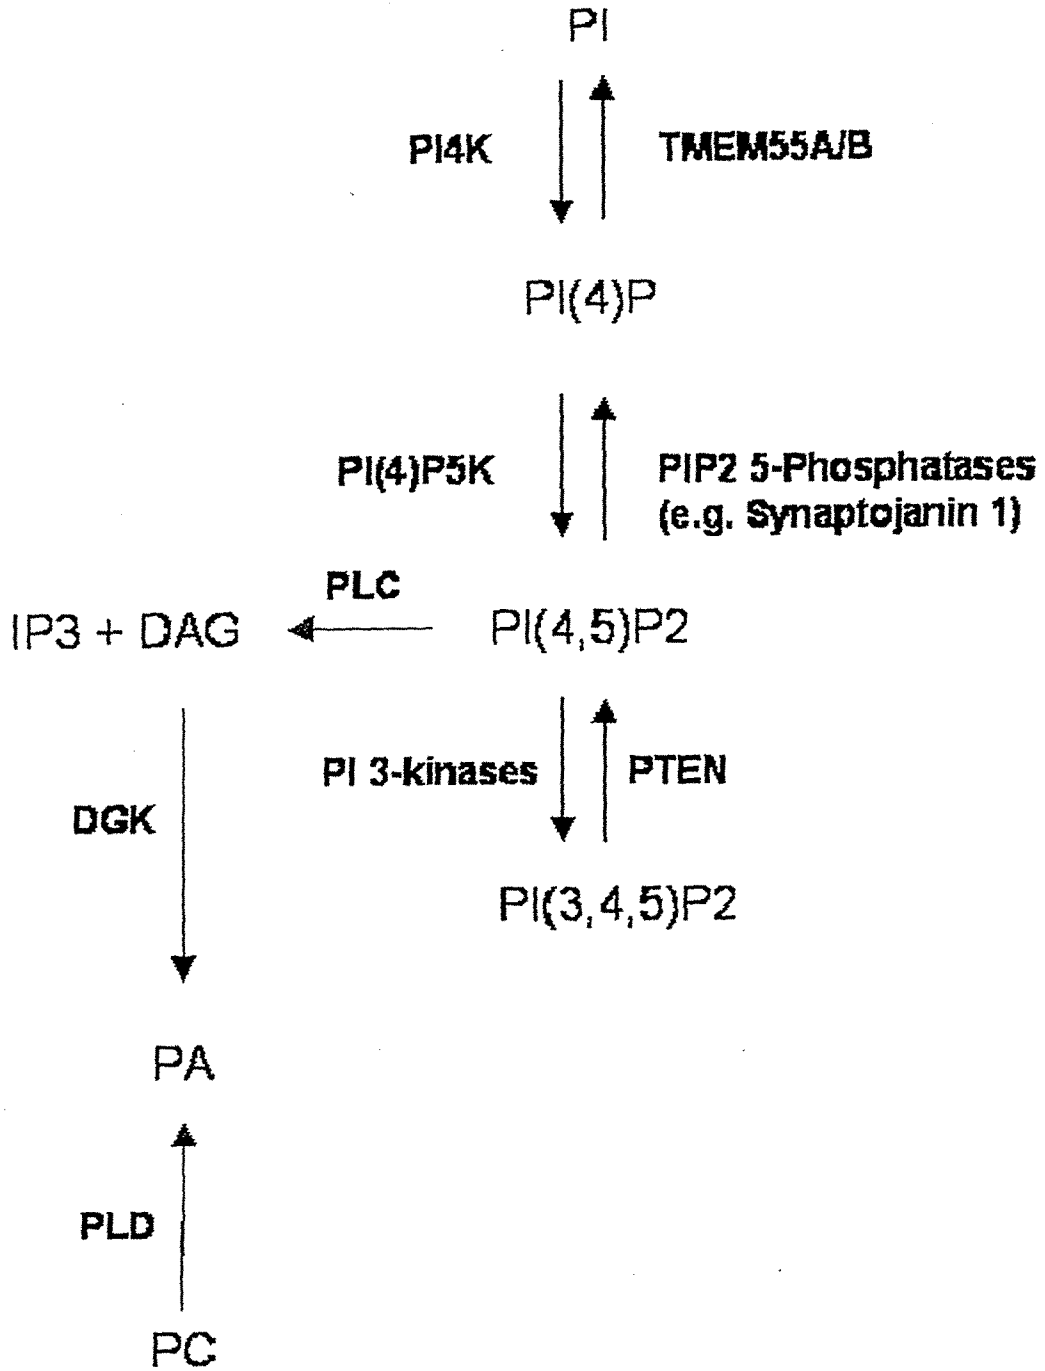 PI
PI4K
TMEM55A/B
PI(4)P
PI(4)P5K
PIP2 5-Phosphatases
(e.g. Synaptojanin 1)
PLC
IP3 + DAG
PI(4,5)P2
PI 3-kinases
PTEN
DGK
PI(3,4,5)P2
PA
PLD
PC